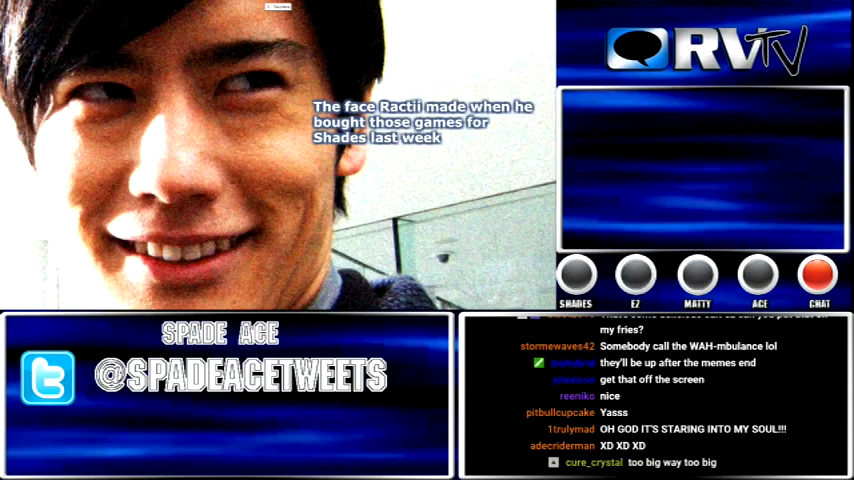 The face Ractii made when he
bought those games for
Shades last week
RVTV
SHADES
EZ
MATTY
ACE
CHAT
SPADE ACE
@SPADEACETWEETS
my fries?
stormewaves42 Somebody call the WAH-mbulance lol
they'll be up after the memes end
get that off the screen
reeniko nice
pitbullcupcake Yasss
1trulymad OH GOD IT'S STARING INTO MY SOUL!!!
adecriderman XD XD XD
cure_crystal too big way too big